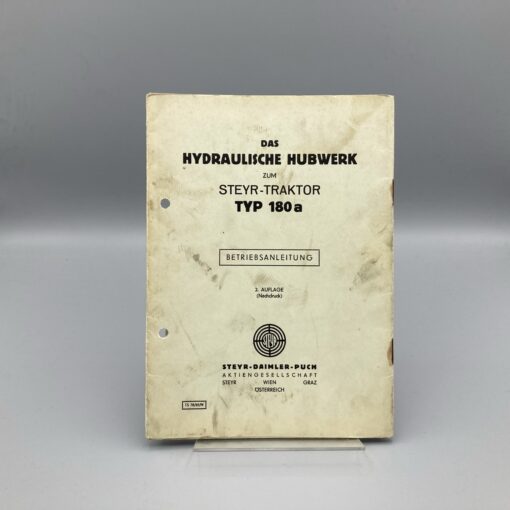 DAS
HYDRAULISCHE HUBWERK
ZUM
STEYR-TRAKTOR
TYP 180a
BETRIEBSANLEITUNG
2. AUFLAGE
(Nachdruck)
STEYR-DAIMLER-PUCH
AKTIENGESELLSCHAFT
STEYR WIEN GRAZ
ÖSTERREICH